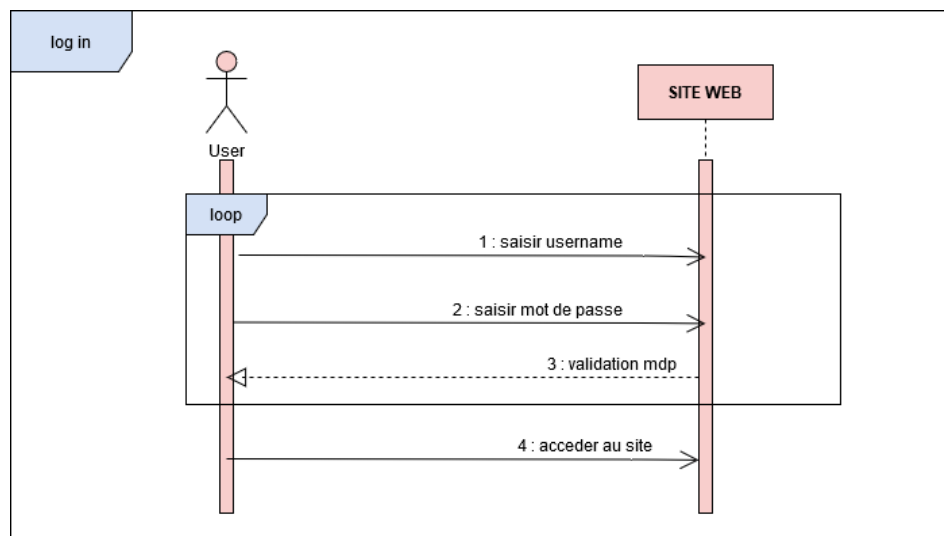 log in
SITE WEB
User
loop
1 : saisir username
2 : saisir mot de passe
3 : validation mdp
4 : acceder au site